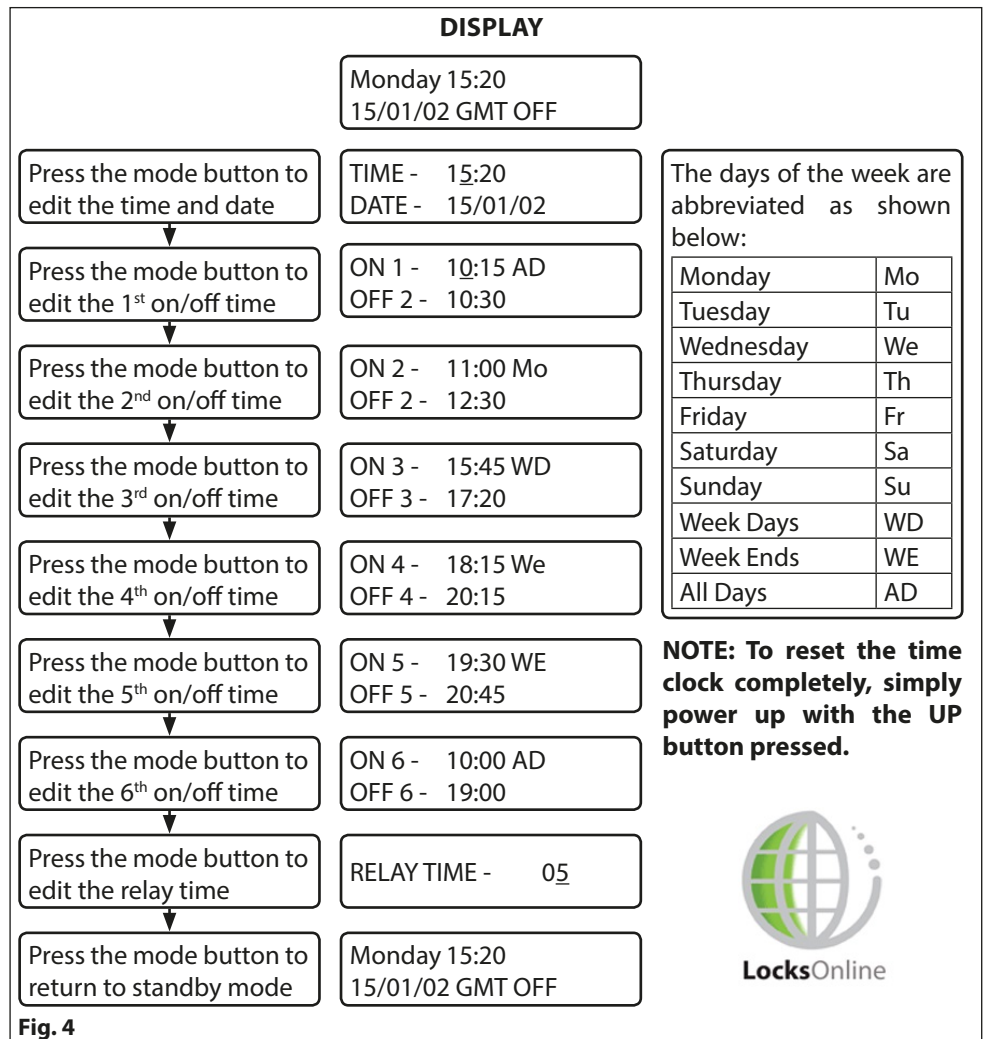 DISPLAY
Monday 15:20
15/01/02 GMT OFF
Press the mode button to
edit the time and date
TIME - 15:20
DATE - 15/01/02
Press the mode button to
edit the 1st on/off time
ON 1 - 10:15 AD
OFF 2 - 10:30
Press the mode button to
edit the 2nd on/off time
ON 2 - 11:00 Mo
OFF 2 - 12:30
Press the mode button to
edit the 3rd on/off time
ON 3 - 15:45 WD
OFF 3 - 17:20
Press the mode button to
edit the 4th on/off time
ON 4 - 18:15 We
OFF 4 - 20:15
Press the mode button to
edit the 5th on/off time
ON 5 - 19:30 WE
OFF 5 - 20:45
Press the mode button to
edit the 6th on/off time
ON 6 - 10:00 AD
OFF 6 - 19:00
Press the mode button to
edit the relay time
RELAY TIME - 05
Press the mode button to
return to standby mode
Monday 15:20
15/01/02 GMT OFF
The days of the week are
abbreviated as shown
below:
Monday Mo
Tuesday Tu
Wednesday We
Thursday Th
Friday Fr
Saturday Sa
Sunday Su
Week Days WD
Week Ends WE
All Days AD
NOTE: To reset the time
clock completely, simply
power up with the UP
button pressed.
LocksOnline
Fig. 4